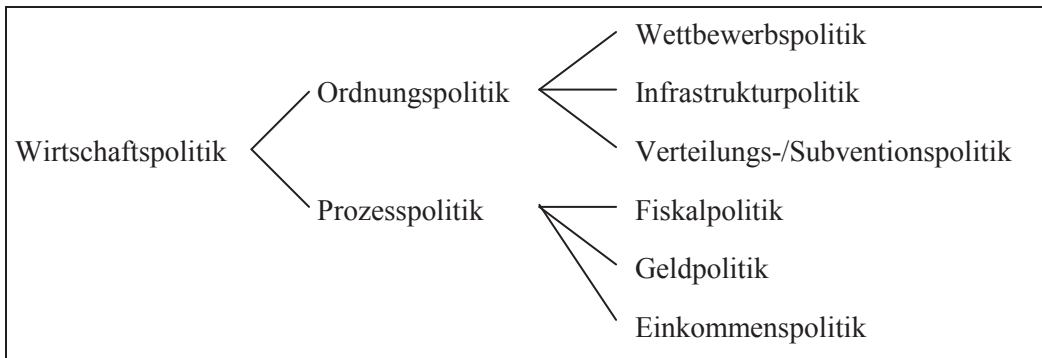 Wettbewerbspolitik
Ordnungspolitik
Infrastrukturpolitik
Wirtschaftspolitik
Verteilungs-/Subventionspolitik
Prozesspolitik
Fiskalpolitik
Geldpolitik
Einkommenspolitik